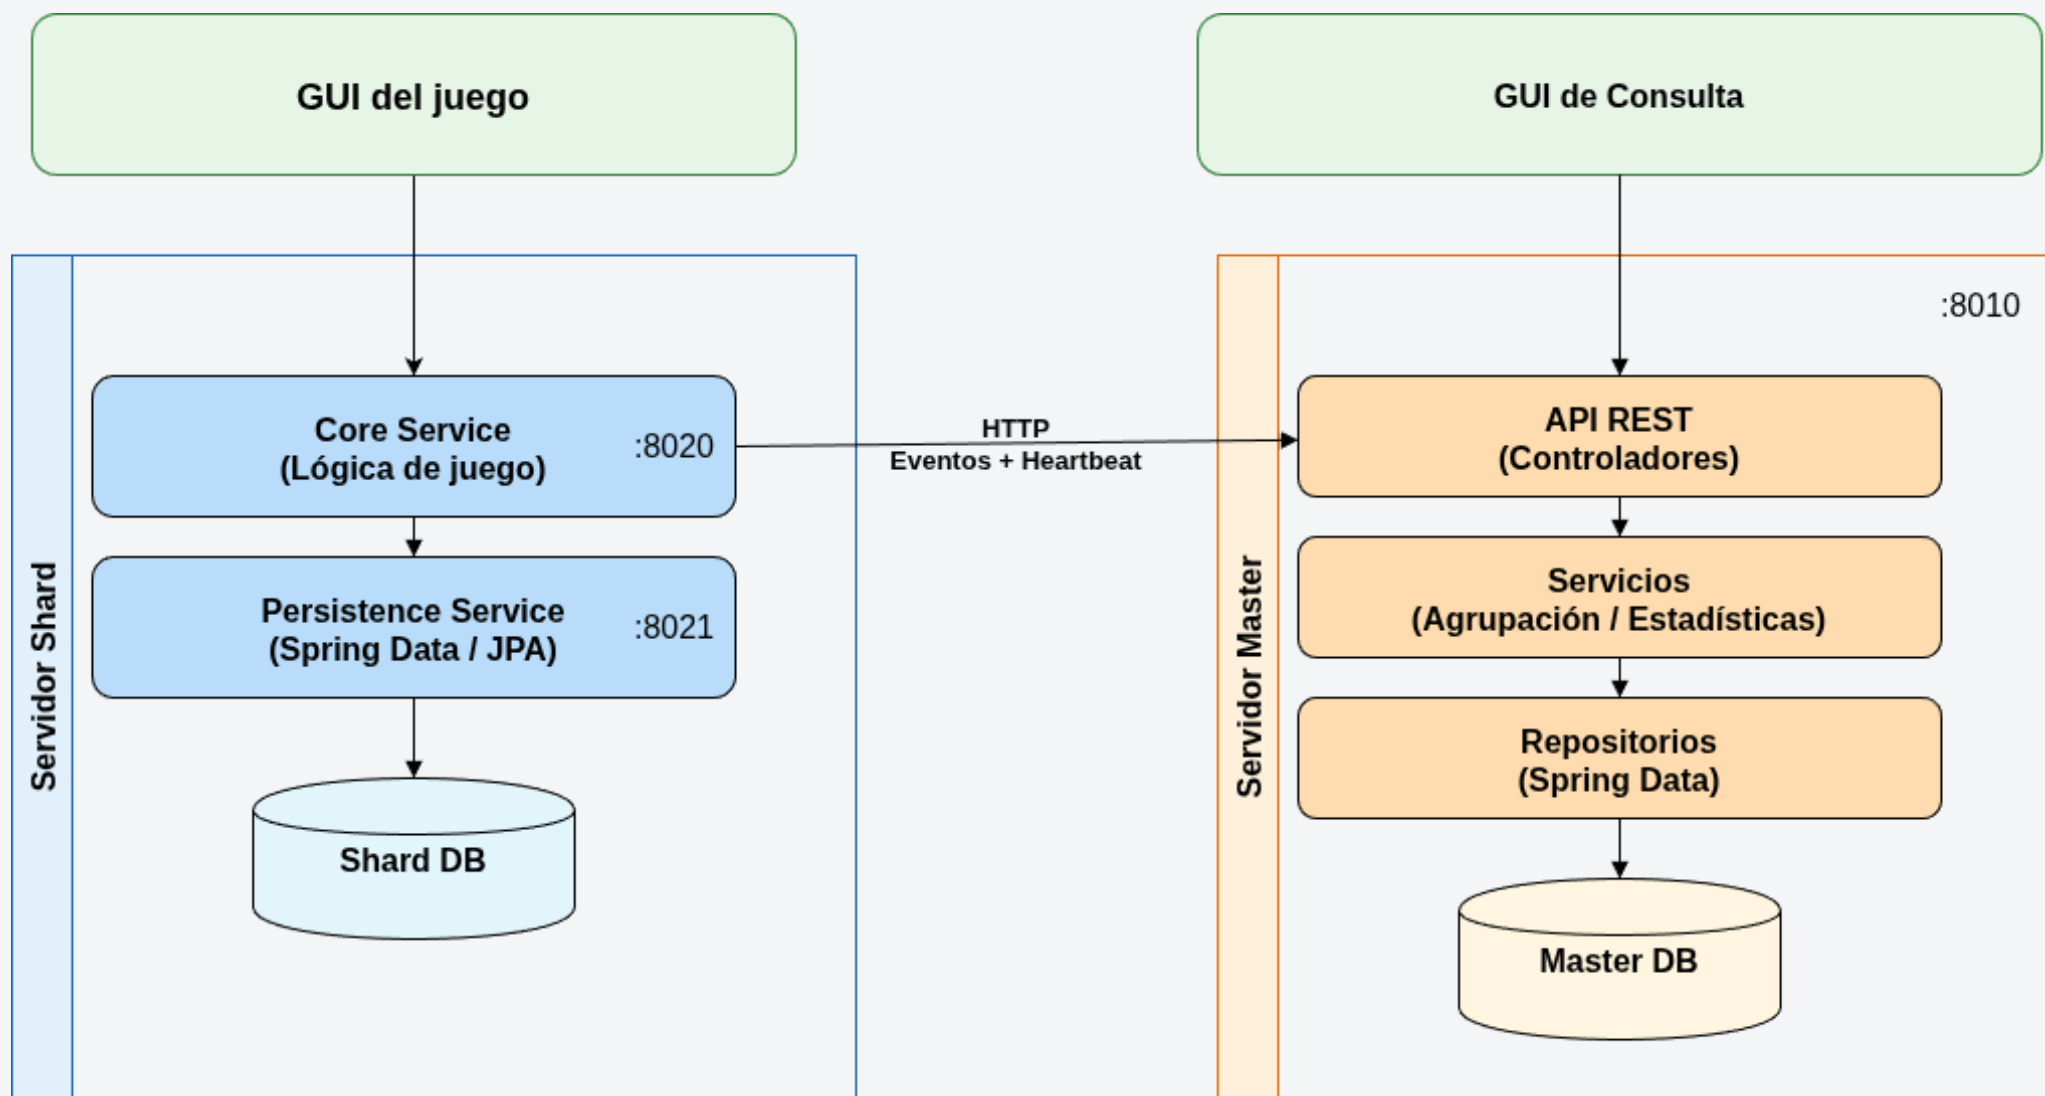 GUI del juego
GUI de Consulta
:8010
Servidor Shard
Core Service
(Lógica de juego)
:8020
Persistence Service
(Spring Data / JPA)
:8021
Shard DB
HTTP
Eventos + Heartbeat
Servidor Master
API REST
(Controladores)
Servicios
(Agrupación / Estadísticas)
Repositorios
(Spring Data)
Master DB